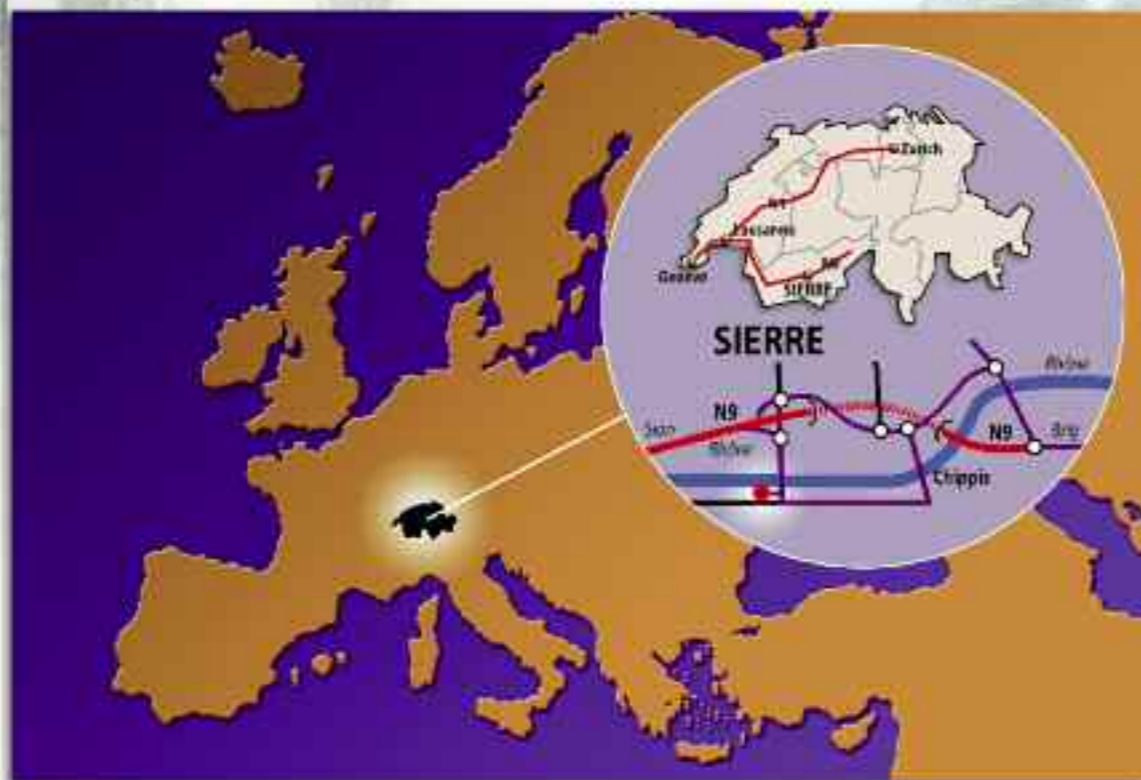 Zurich
N1
Lausanne
Genève
N9
SIERRE
SIERRE
Rhône
N9
Sion
Rhône
N9
Brig
Chippis